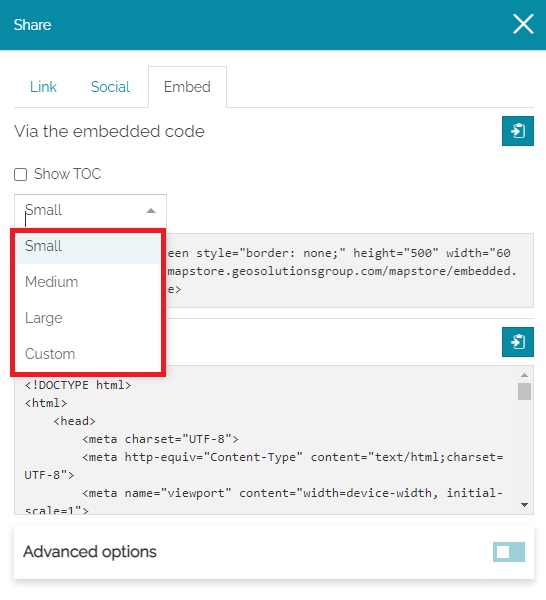 Share
Link Social Embed
Via the embedded code
Show TOC
Small
Small
Medium
Large
Custom
een style="border: none;" height="500" width="60
mapstore.geosolutionsgroup.com/mapstore/embedded.
e>
<!DOCTYPE html>
<html>
<head>
<meta charset="UTF-8">
<meta http-equiv="Content-Type" content="text/html;charset=
UTF-8">
<meta name="viewport" content="width=device-width, initial-
scale=1">
Advanced options